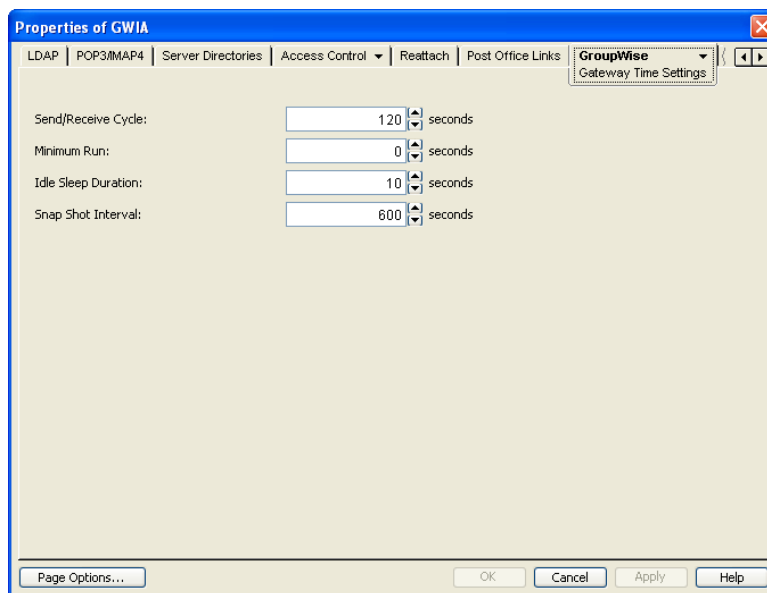 Properties of GWIA
LDAP POP3/IMAP4 Server Directories Access Control Reattach Post Office Links GroupWise
Gateway Time Settings
Send/Receive Cycle: 120 seconds
Minimum Run: 0 seconds
Idle Sleep Duration: 10 seconds
Snap Shot Interval: 600 seconds
Page Options... OK Cancel Apply Help